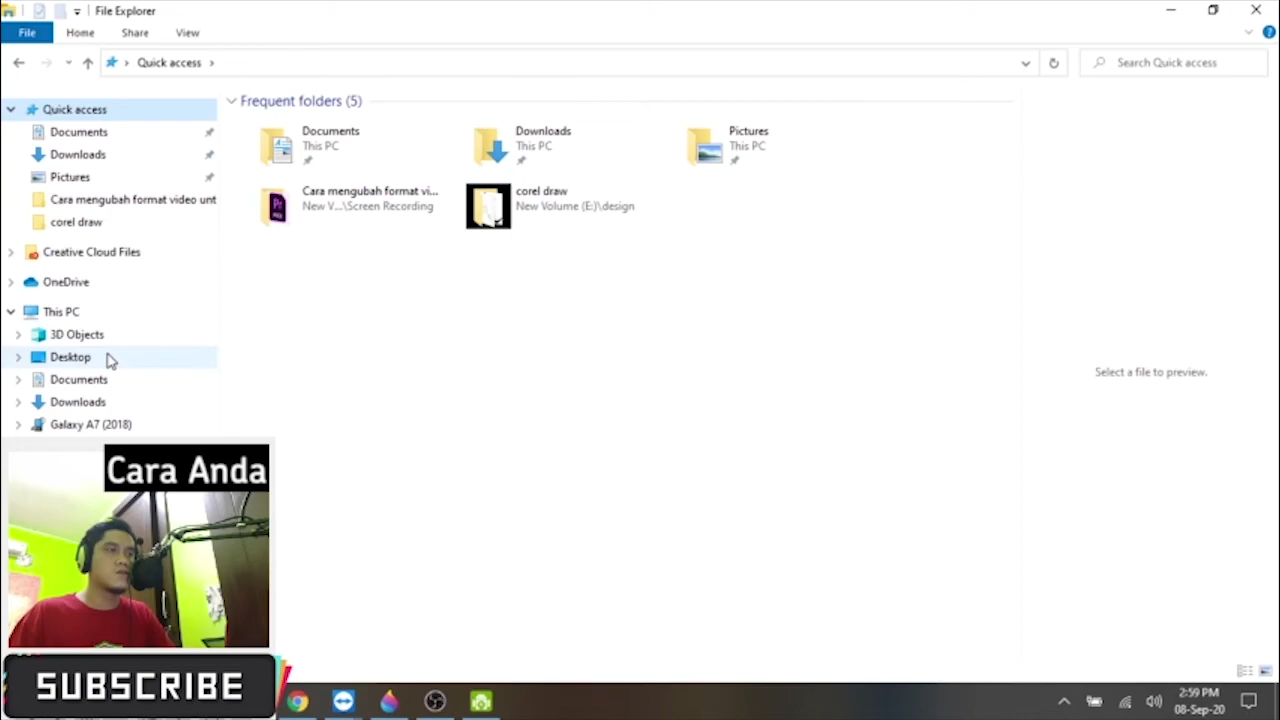 File Explorer
File
Home
Share
View
Quick access
Search Quick access
Quick access
Documents
Downloads
Pictures
Cara mengubah format video unt
corel draw
Creative Cloud Files
OneDrive
This PC
3D Objects
Desktop
Documents
Downloads
Galaxy A7 (2018)
Frequent folders (5)
Documents
This PC
Downloads
This PC
Pictures
This PC
Cara mengubah format vi...
New V...\Screen Recording
corel draw
New Volume (E:)\design
Select a file to preview.
Cara Anda
SUBSCRIBE
2:59 PM
08-Sep-20